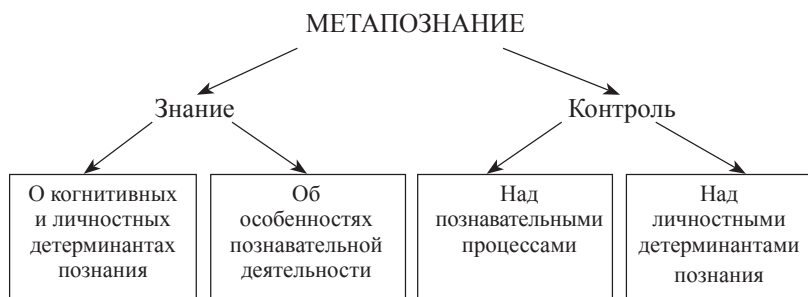 МЕТАПОЗНАНИЕ
Знание
Контроль
О когнитивных
и личностных
детерминантах
познания
Об
особенностях
познавательной
деятельности
Над
познавательными
процессами
Над
личностными
детерминантами
познания